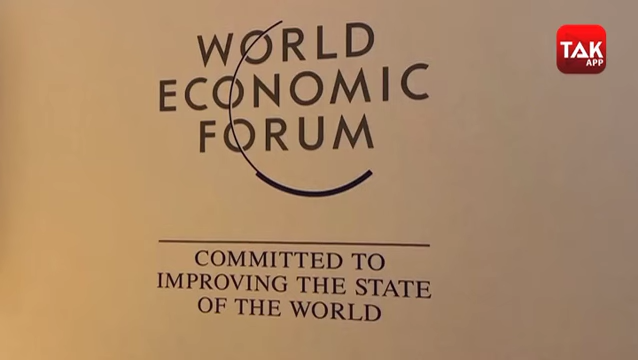 WORLD
ECONOMIC
FORUM
COMMITTED TO
IMPROVING THE STATE
OF THE WORLD
TAK
APP